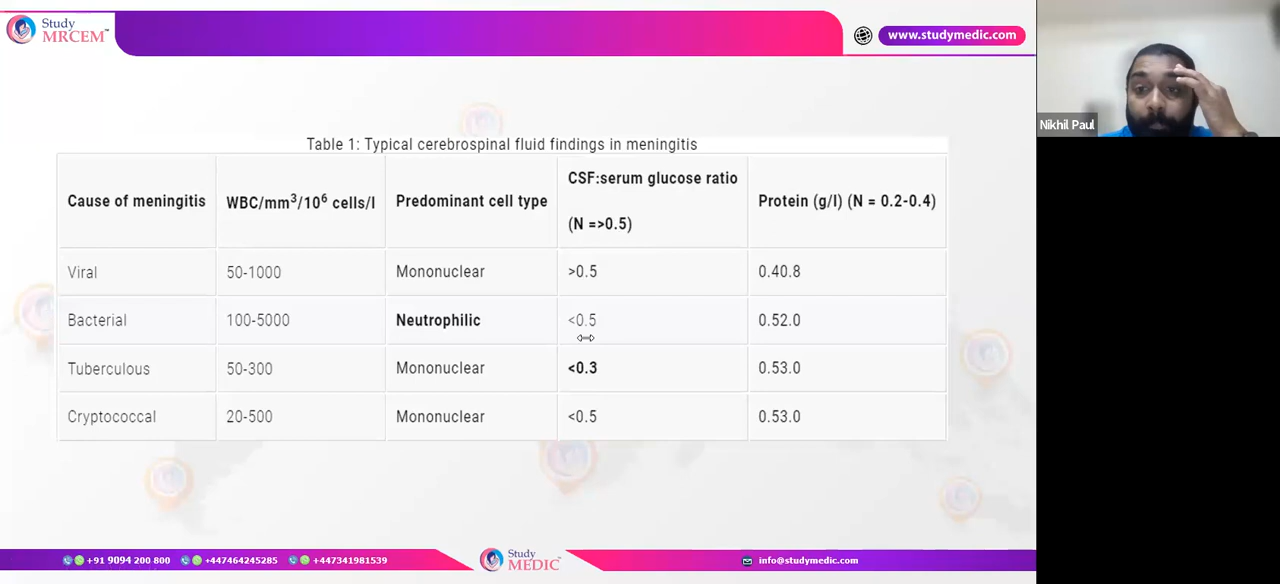 Study
MRCEM™
www.studymedic.com
Nikhil Paul
Table 1: Typical cerebrospinal fluid findings in meningitis
Cause of meningitis WBC/mm³/10⁶ cells/l Predominant cell type CSF:serum glucose ratio (N =>0.5) Protein (g/l) (N = 0.2-0.4)
Viral 50-1000 Mononuclear >0.5 0.40.8
Bacterial 100-5000 Neutrophilic <0.5 0.52.0
Tuberculous 50-300 Mononuclear <0.3 0.53.0
Cryptococcal 20-500 Mononuclear <0.5 0.53.0
+91 9094 200 800 +447464245285 +447341981539
Study
MEDIC™
info@studymedic.com